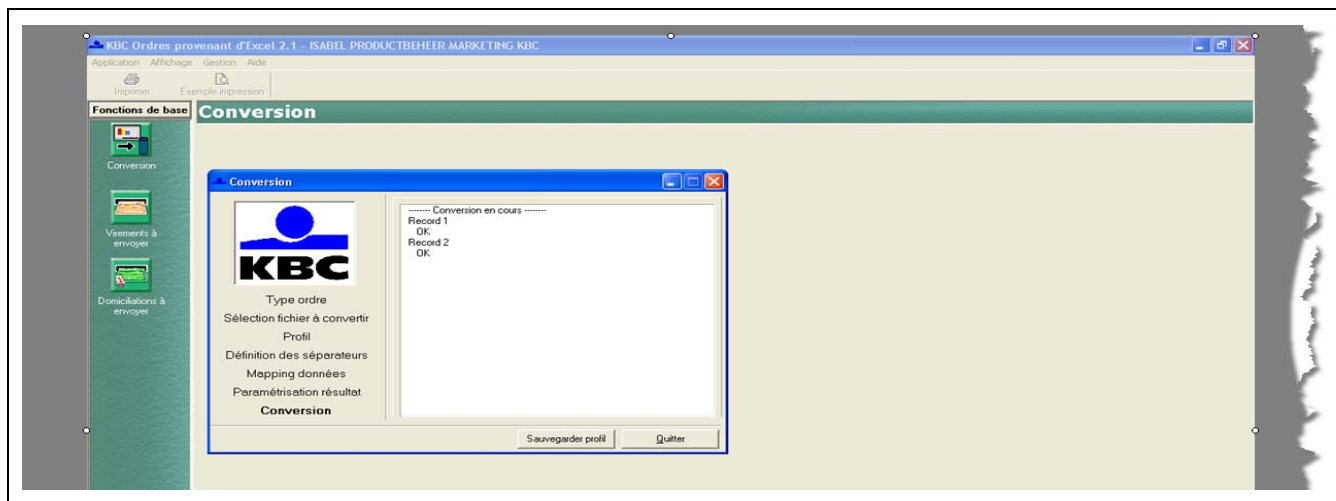 KBC Ordres provenant d'Excel 2.1 - ISABEL PRODUCTBEHEER MARKETING KBC
Application Affichage Gestion Aide
Imprimer Exemple impression
Fonctions de base
Conversion
Conversion
Virements à
envoyer
Domiciliations à
envoyer
Conversion
KBC
Type ordre
Sélection fichier à convertir
Profil
Définition des séparateurs
Mapping données
Paramétrisation résultat
Conversion
------- Conversion en cours -------
Record 1
OK
Record 2
OK
Sauvegarder profil Quitter